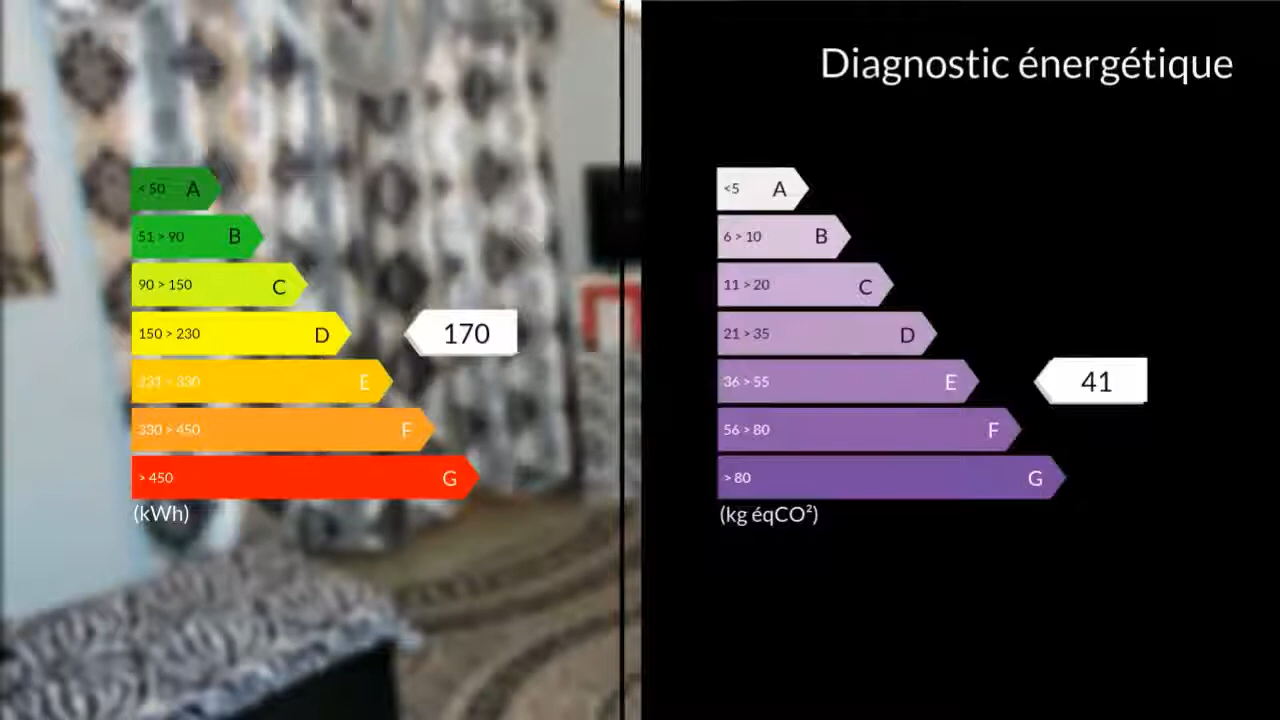 Diagnostic énergétique
< 50 A
51 > 90 B
90 > 150 C
150 > 230 D
170
231 > 330 E
330 > 450 F
> 450 G
(kWh)
<5 A
6 > 10 B
11 > 20 C
21 > 35 D
36 > 55 E
41
56 > 80 F
> 80 G
(kg éqCO²)